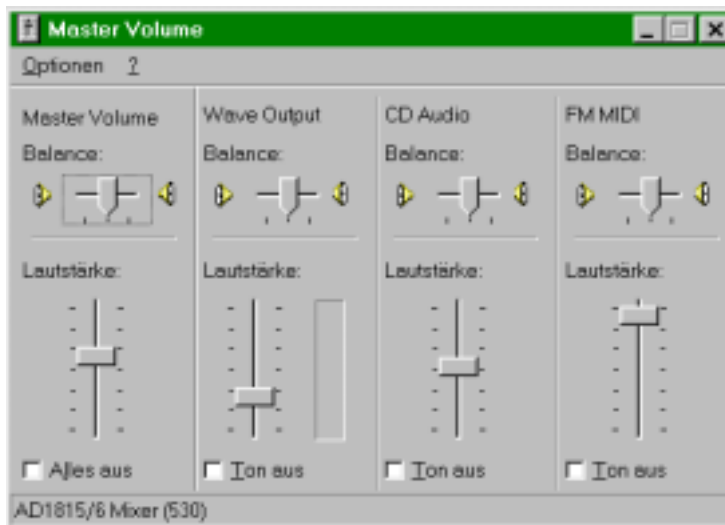 Master Volume
Optionen ?
Master Volume Wave Output CD Audio FM MIDI
Balance: Balance: Balance: Balance:
Lautstärke: Lautstärke: Lautstärke: Lautstärke:
Alles aus Ton aus Ton aus Ton aus
AD1815/6 Mixer (530)